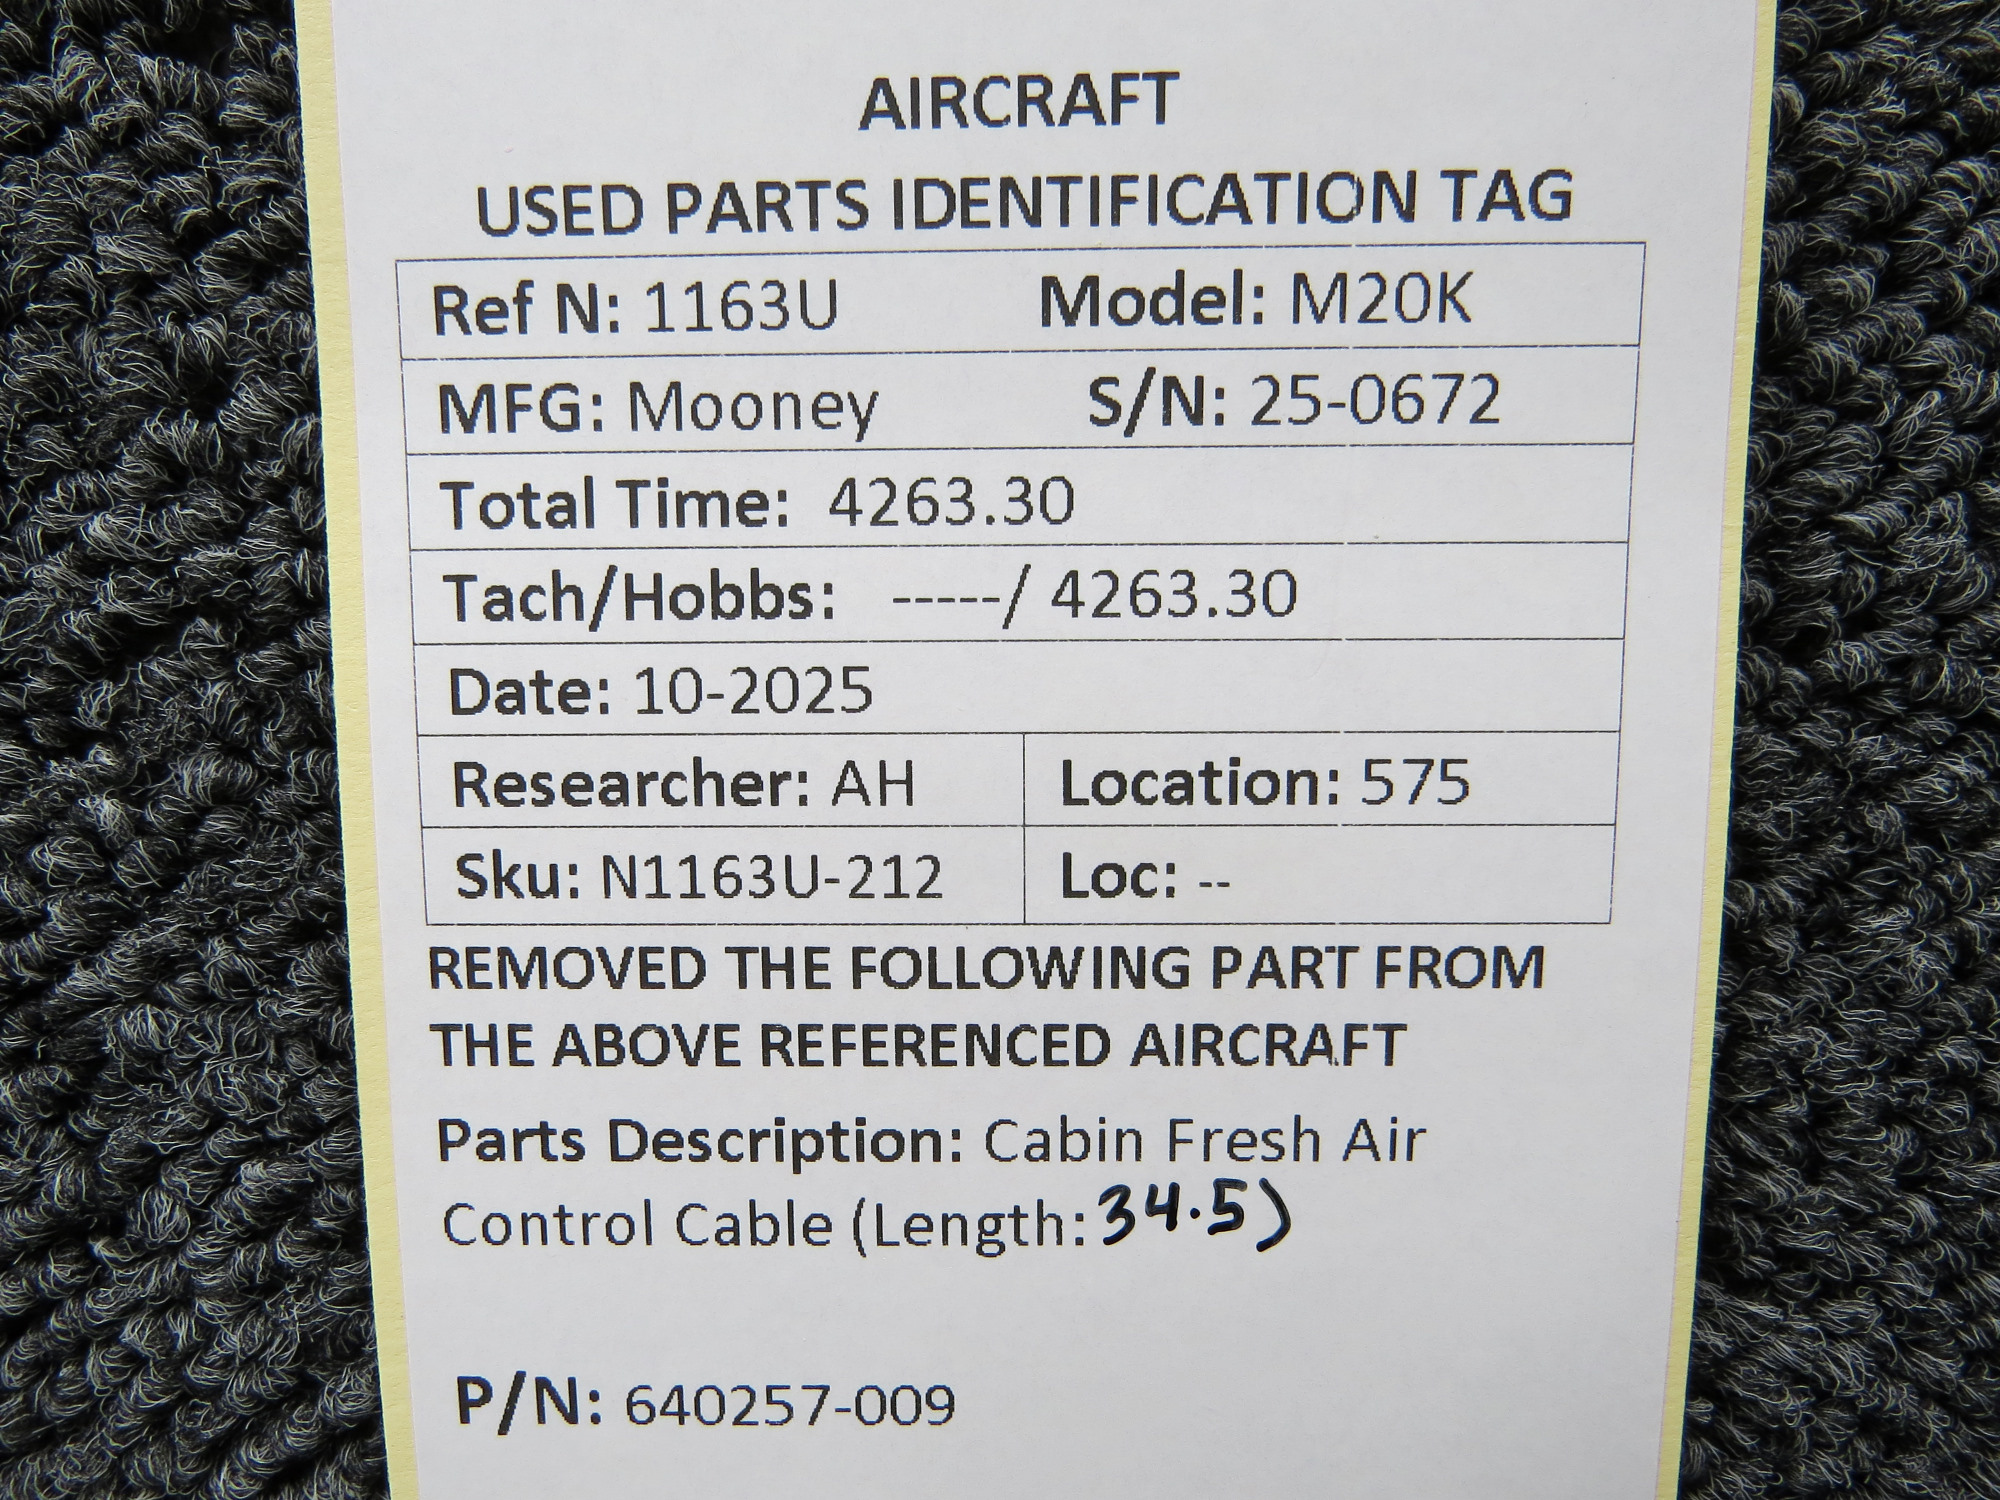 AIRCRAFT
USED PARTS IDENTIFICATION TAG
Ref N: 1163U Model: M20K
MFG: Mooney S/N: 25-0672
Total Time: 4263.30
Tach/Hobbs: -----/ 4263.30
Date: 10-2025
Researcher: AH Location: 575
Sku: N1163U-212 Loc: --
REMOVED THE FOLLOWING PART FROM
THE ABOVE REFERENCED AIRCRAFT
Parts Description: Cabin Fresh Air
Control Cable (Length: 34.5)
P/N: 640257-009